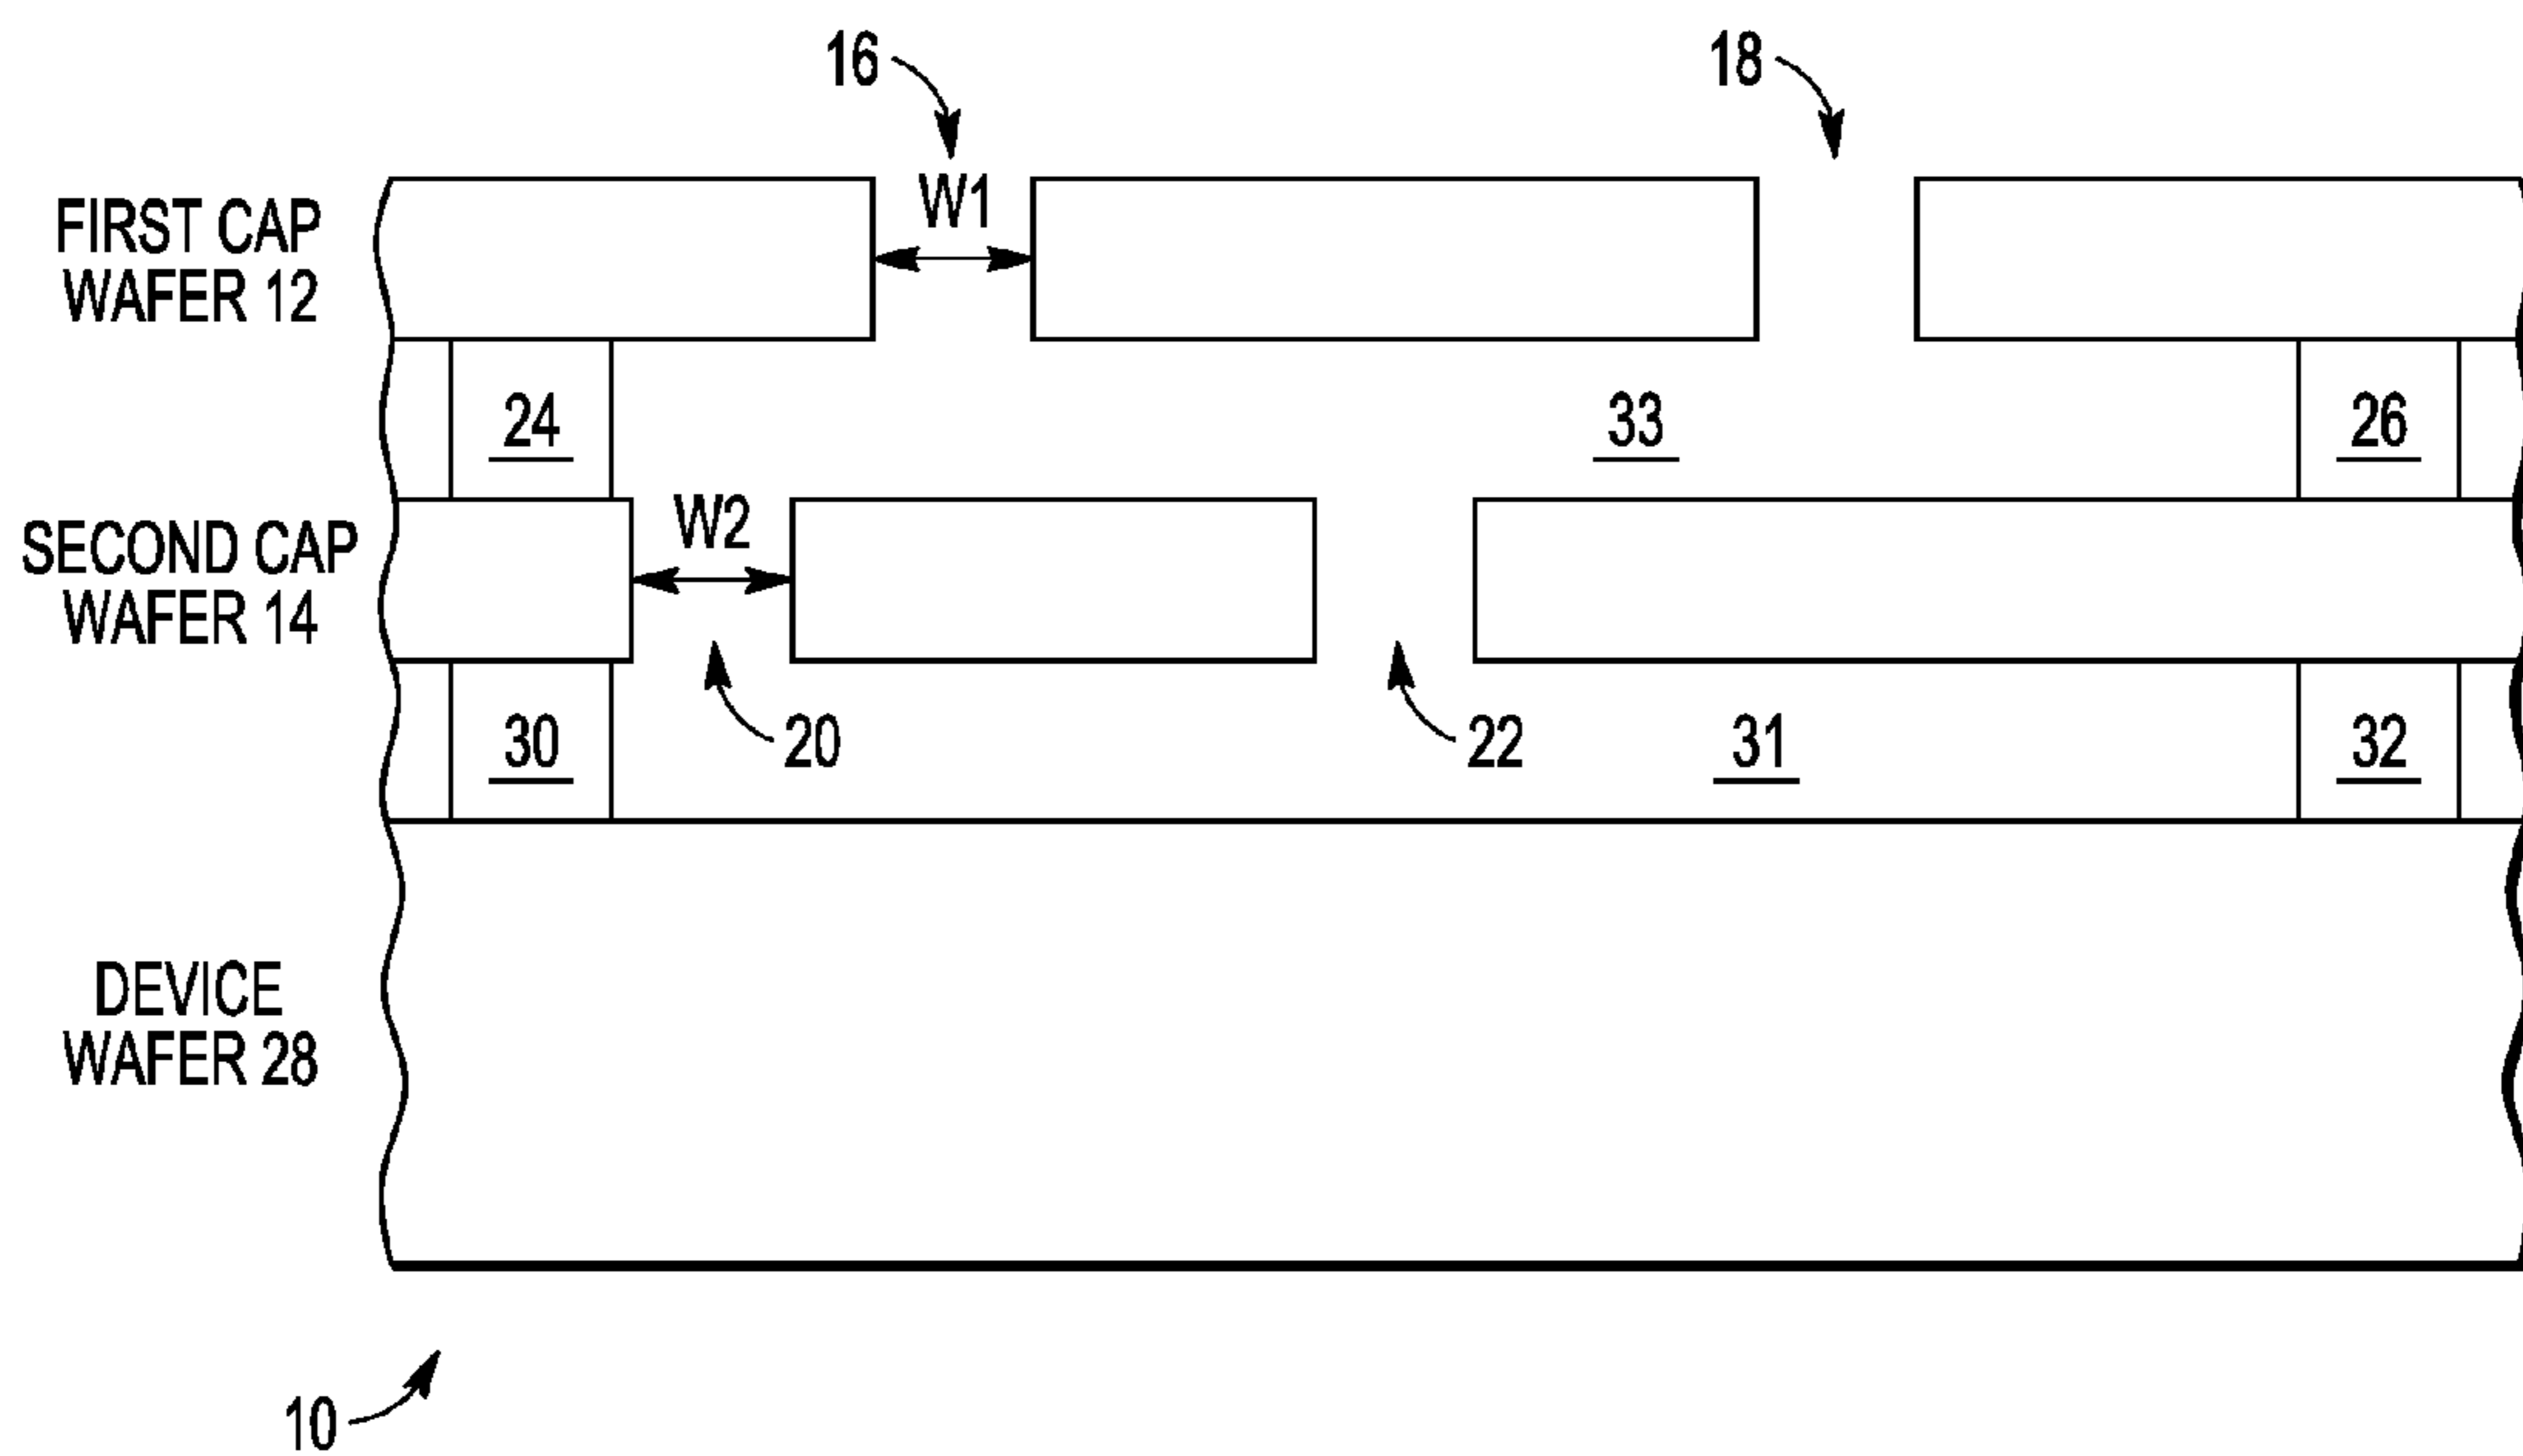 16
18
W1
FIRST CAP
WAFER 12
24
33
26
W2
SECOND CAP
WAFER 14
30
20
22
31
32
DEVICE
WAFER 28
10